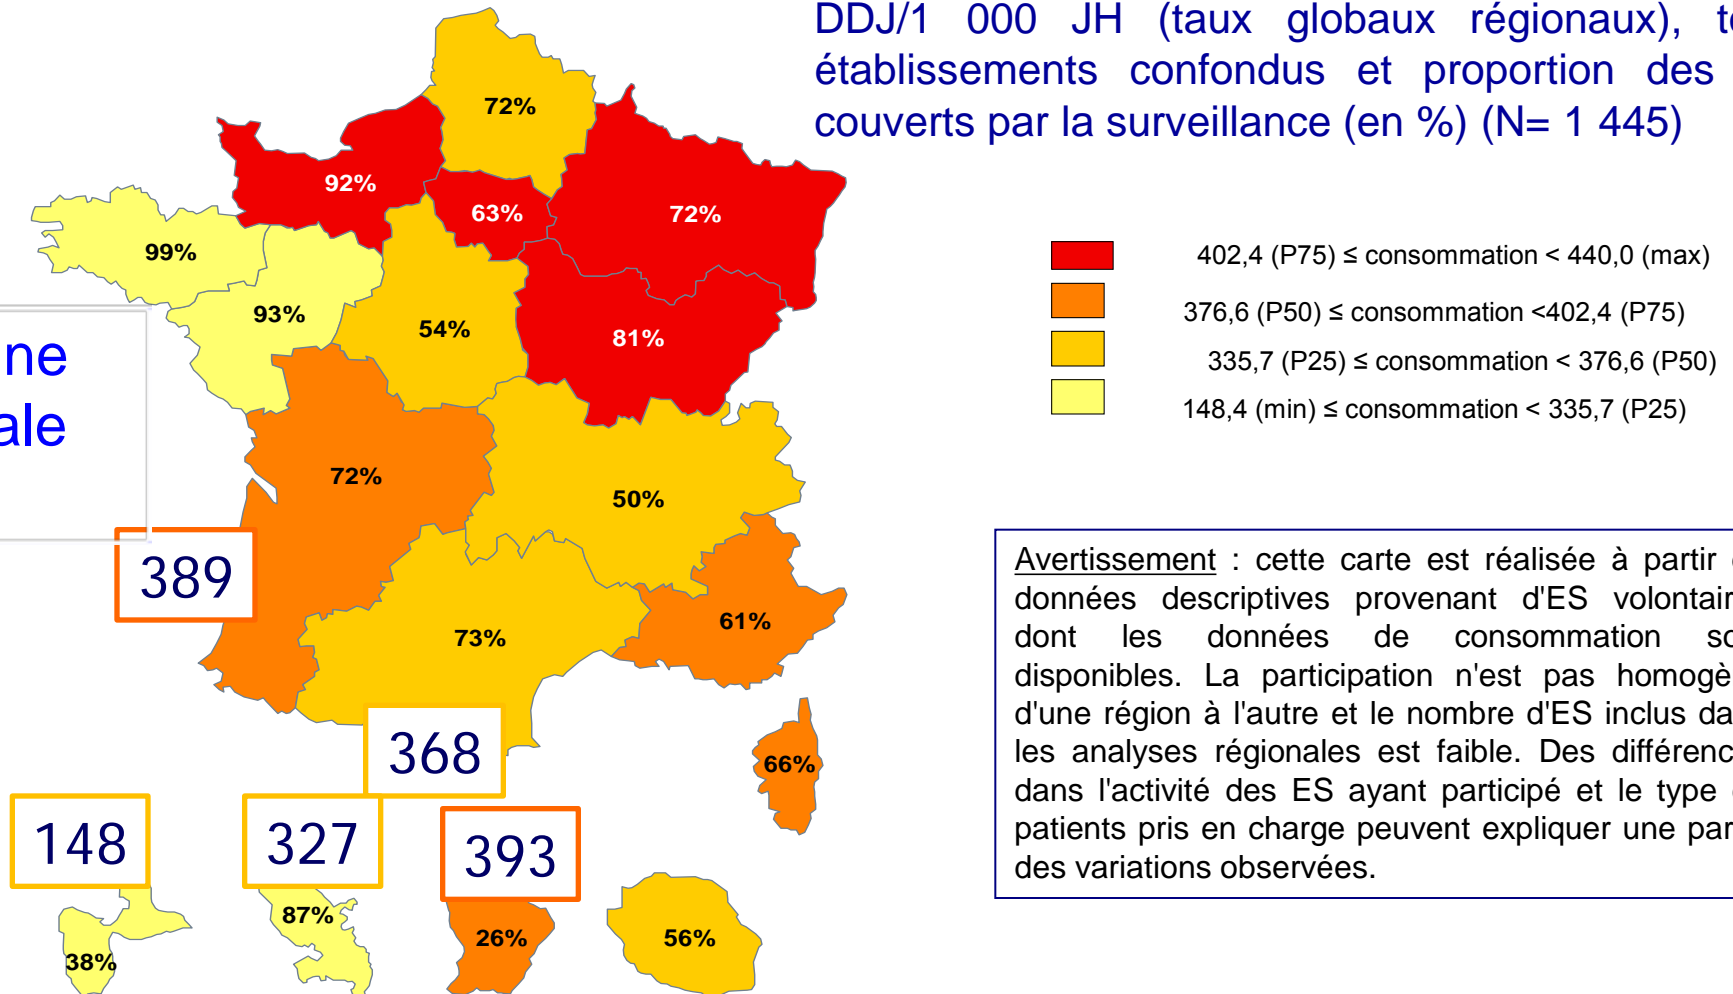 DDJ/1 000 JH (taux globaux régionaux),
établissements confondus et proportion des
couverts par la surveillance (en %) (N= 1 445)
72%
92%
63%
72%
99%
93%
54%
81%
402,4 (P75) ≤ consommation < 440,0 (max)
376,6 (P50) ≤ consommation <402,4 (P75)
335,7 (P25) ≤ consommation < 376,6 (P50)
148,4 (min) ≤ consommation < 335,7 (P25)
ne
ale
72%
50%
389
73%
61%
368
66%
148
327
393
38%
87%
26%
56%
Avertissement : cette carte est réalisée à partir
données descriptives provenant d'ES volontair
dont les données de consommation so
disponibles. La participation n'est pas homogè
d'une région à l'autre et le nombre d'ES inclus da
les analyses régionales est faible. Des différenc
dans l'activité des ES ayant participé et le type
patients pris en charge peuvent expliquer une par
des variations observées.